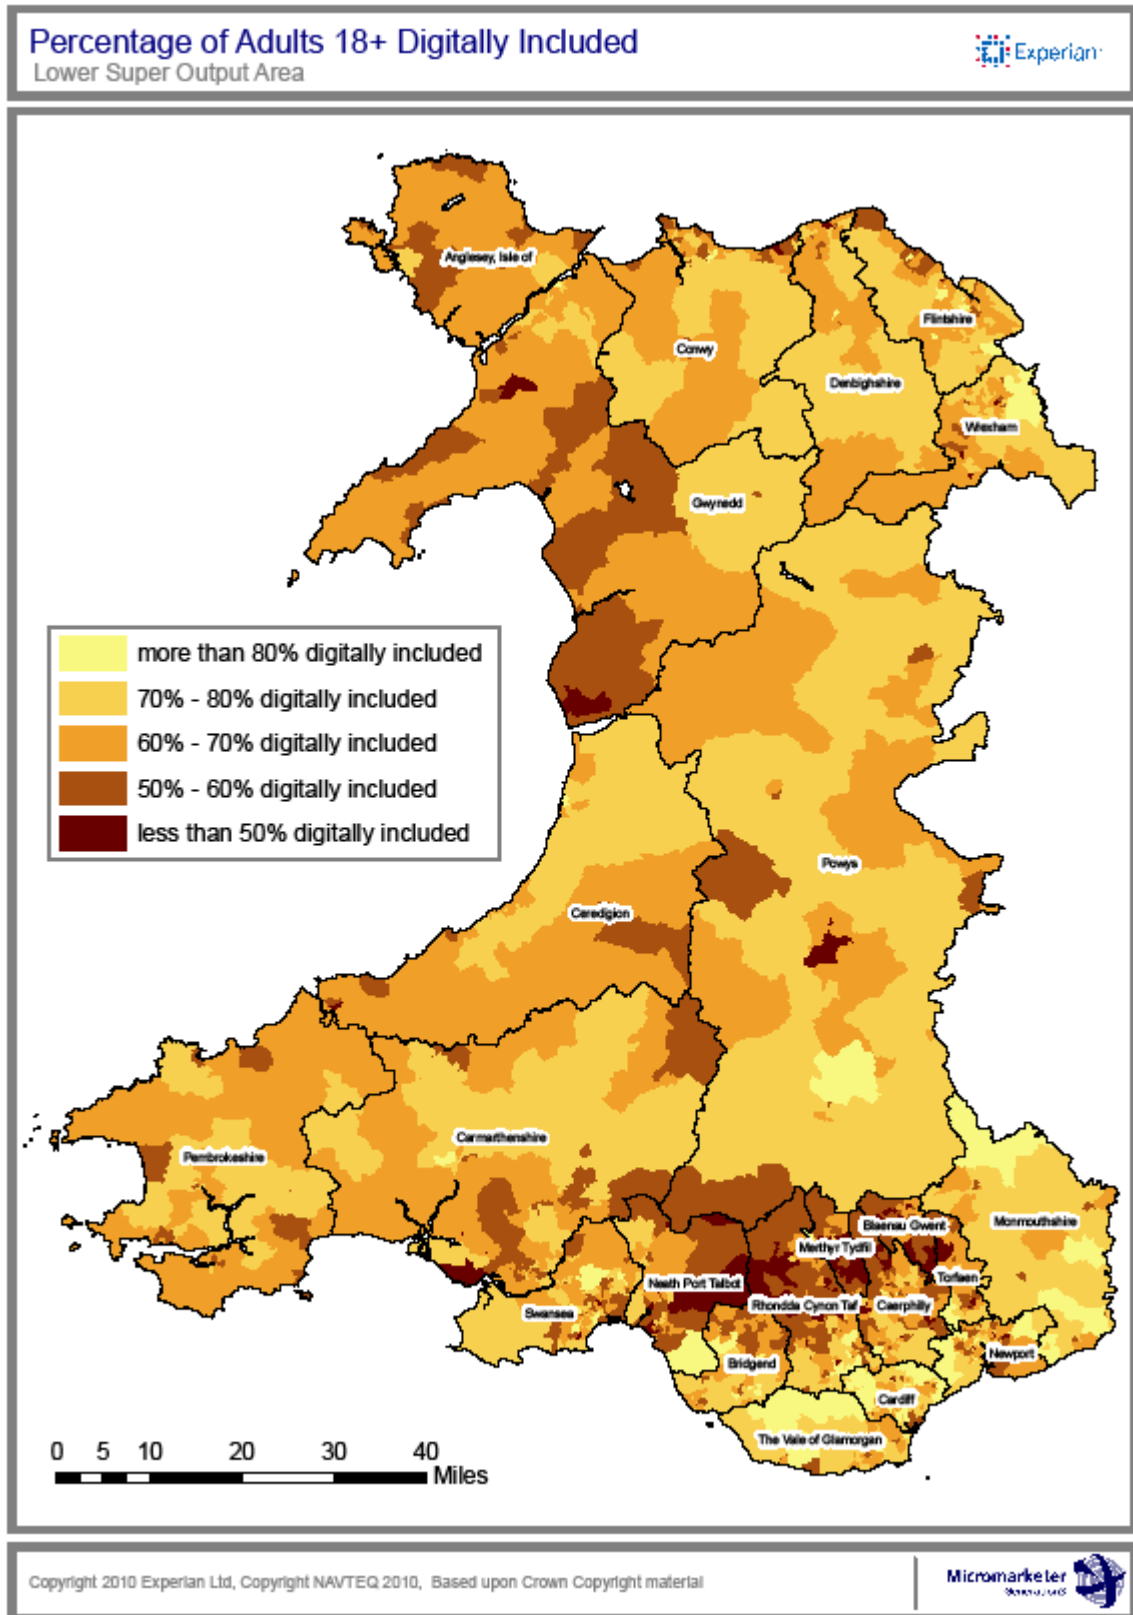 Percentage of Adults 18+ Digitally Included
Lower Super Output Area
Experian
Anglesey, Isle of
Flintshire
Conwy
Denbighshire
Wrexham
Gwynedd
more than 80% digitally included
70% - 80% digitally included
60% - 70% digitally included
50% - 60% digitally included
less than 50% digitally included
Powys
Ceredigion
Carmarthenshire
Pembrokeshire
Monmouthshire
Blaenau Gwent
Merthyr Tydfil
Torfaen
Neath Port Talbot
Rhondda Cynon Taf
Caerphilly
Swansea
Newport
Bridgend
Cardiff
The Vale of Glamorgan
0 5 10 20 30 40
Miles
Copyright 2010 Experian Ltd, Copyright NAVTEQ 2010, Based upon Crown Copyright material
Micromarketer
Generation3